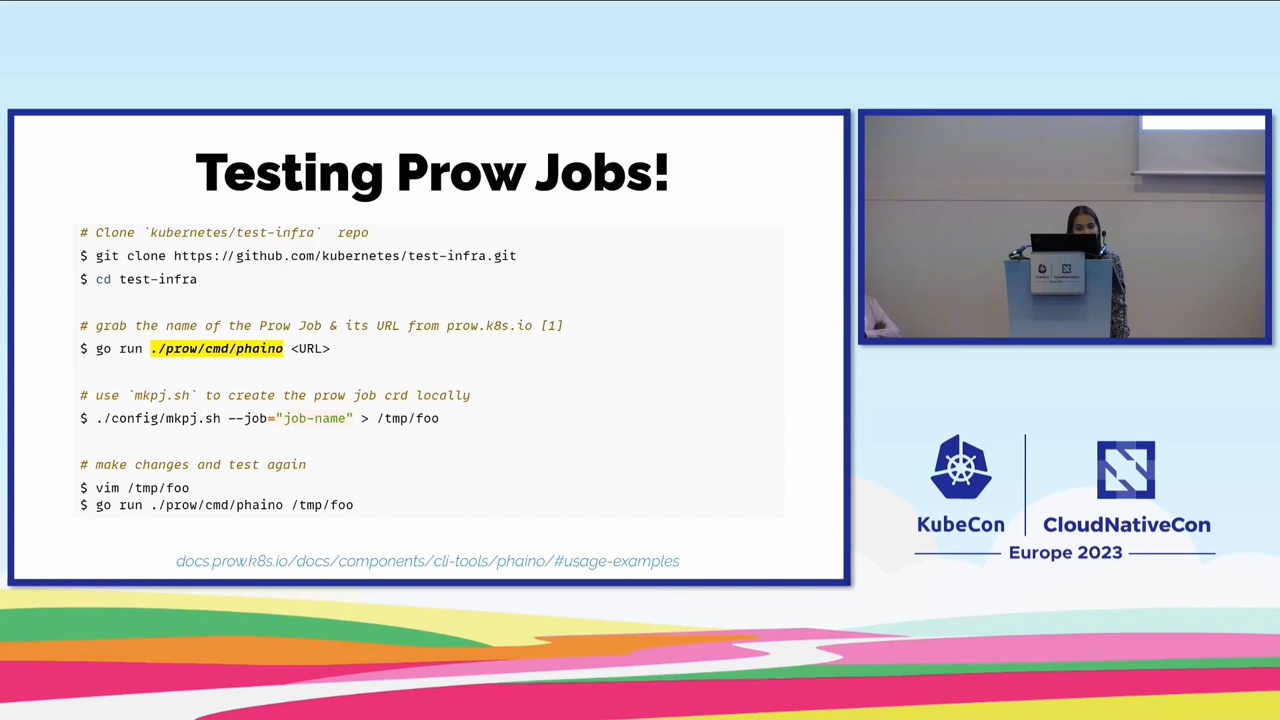 Testing Prow Jobs!
# Clone `kubernetes/test-infra`  repo
$ git clone https://github.com/kubernetes/test-infra.git
$ cd test-infra
# grab the name of the Prow Job & its URL from prow.k8s.io [1]
$ go run ./prow/cmd/phaino <URL>
# use `mkpj.sh` to create the prow job crd locally
$ ./config/mkpj.sh --job="job-name" > /tmp/foo
# make changes and test again
$ vim /tmp/foo
$ go run ./prow/cmd/phaino /tmp/foo
docs.prow.k8s.io/docs/components/cli-tools/phaino/#usage-examples
KubeCon
CloudNativeCon
Europe 2023